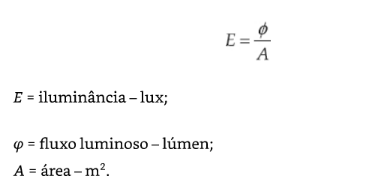 E = ϕ/A
E = iluminância – lux;
φ = fluxo luminoso – lúmen;
A = área – m².